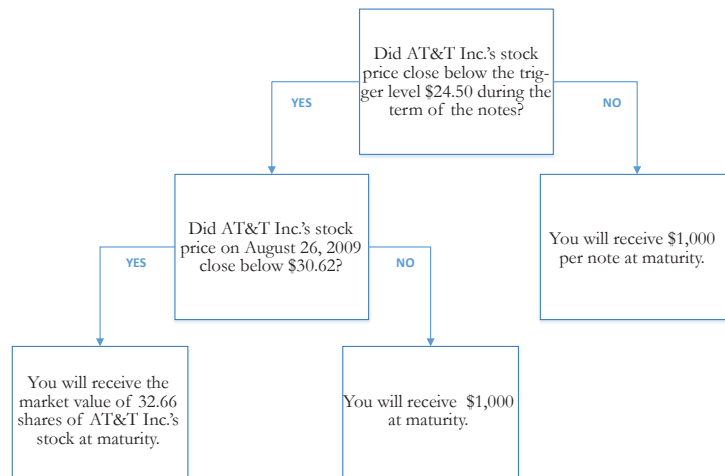 Did AT&T Inc.'s stock
price close below the trig-
ger level $24.50 during the
term of the notes?
YES
NO
Did AT&T Inc.'s stock
price on August 26, 2009
close below $30.62?
You will receive $1,000
per note at maturity.
YES
NO
You will receive the
market value of 32.66
shares of AT&T Inc.'s
stock at maturity.
You will receive $1,000
at maturity.